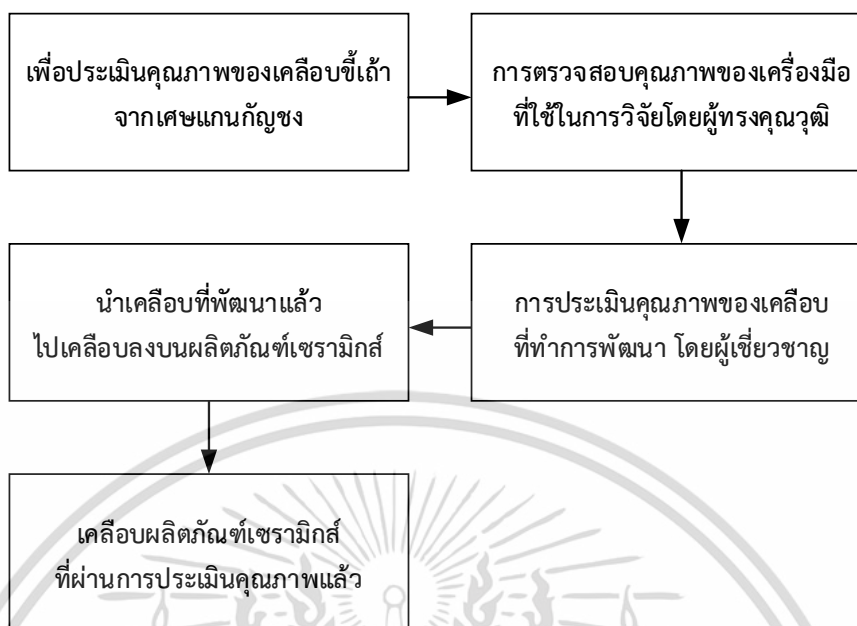 เพื่อประเมินคุณภาพของเคลือบขี้เถ้า
จากเศษแกนกัญชง
การตรวจสอบคุณภาพของเครื่องมือ
ที่ใช้ในการวิจัยโดยผู้ทรงคุณวุฒิ
การประเมินคุณภาพของเคลือบ
ที่ทำการพัฒนา โดยผู้เชี่ยวชาญ
นำเคลือบที่พัฒนาแล้ว
ไปเคลือบลงบนผลิตภัณฑ์เซรามิกส์
เคลือบผลิตภัณฑ์เซรามิกส์
ที่ผ่านการประเมินคุณภาพแล้ว